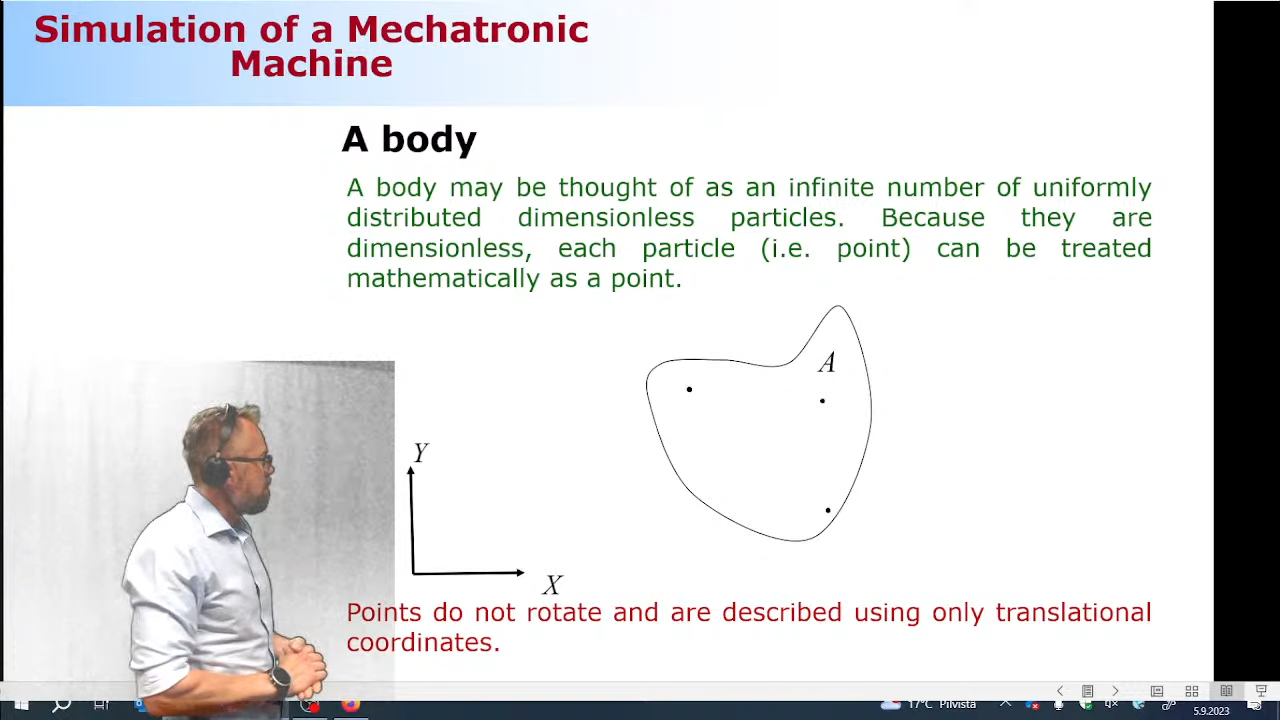 Simulation of a Mechatronic
Machine
A body
A body may be thought of as an infinite number of uniformly
distributed dimensionless particles. Because they are
dimensionless, each particle (i.e. point) can be treated
mathematically as a point.
A
Y
X
Points do not rotate and are described using only translational
coordinates.
17°C Pilvistä
5.9.2023